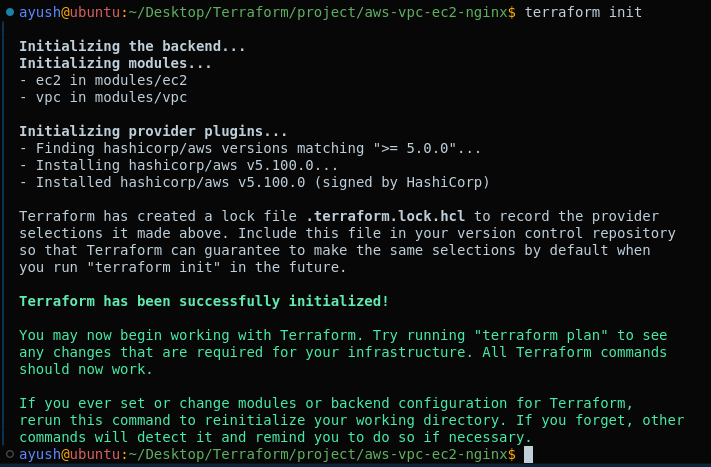 ayush@ubuntu:~/Desktop/Terraform/project/aws-vpc-ec2-nginx$ terraform init
Initializing the backend...
Initializing modules...
- ec2 in modules/ec2
- vpc in modules/vpc
Initializing provider plugins...
- Finding hashicorp/aws versions matching ">= 5.0.0"...
- Installing hashicorp/aws v5.100.0...
- Installed hashicorp/aws v5.100.0 (signed by HashiCorp)
Terraform has created a lock file .terraform.lock.hcl to record the provider
selections it made above. Include this file in your version control repository
so that Terraform can guarantee to make the same selections by default when
you run "terraform init" in the future.
Terraform has been successfully initialized!
You may now begin working with Terraform. Try running "terraform plan" to see
any changes that are required for your infrastructure. All Terraform commands
should now work.
If you ever set or change modules or backend configuration for Terraform,
rerun this command to reinitialize your working directory. If you forget, other
commands will detect it and remind you to do so if necessary.
ayush@ubuntu:~/Desktop/Terraform/project/aws-vpc-ec2-nginx$